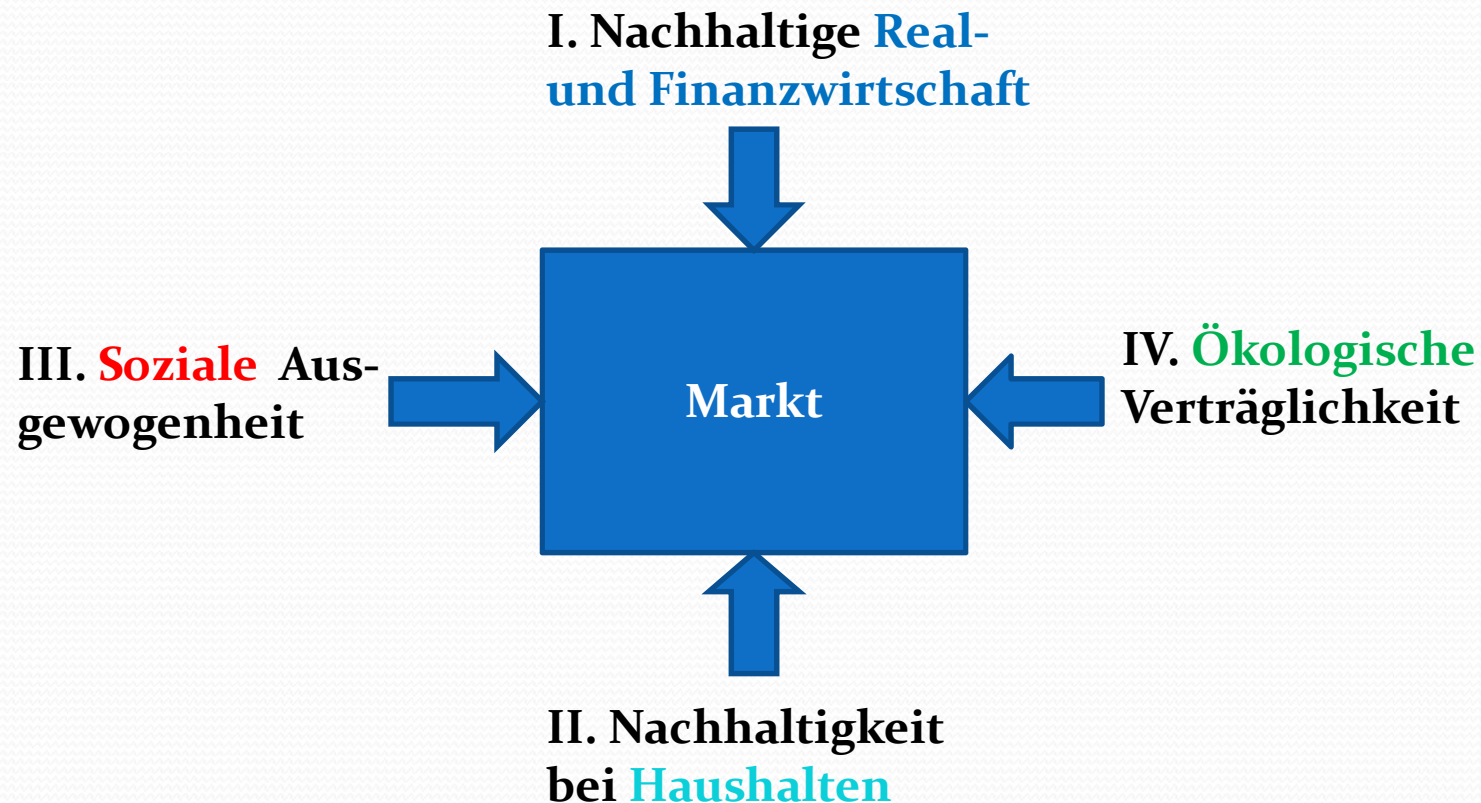 I. Nachhaltige Real-
und Finanzwirtschaft
III. Soziale Aus-
gewogenheit
Markt
IV. Ökologische
Verträglichkeit
II. Nachhaltigkeit
bei Haushalten